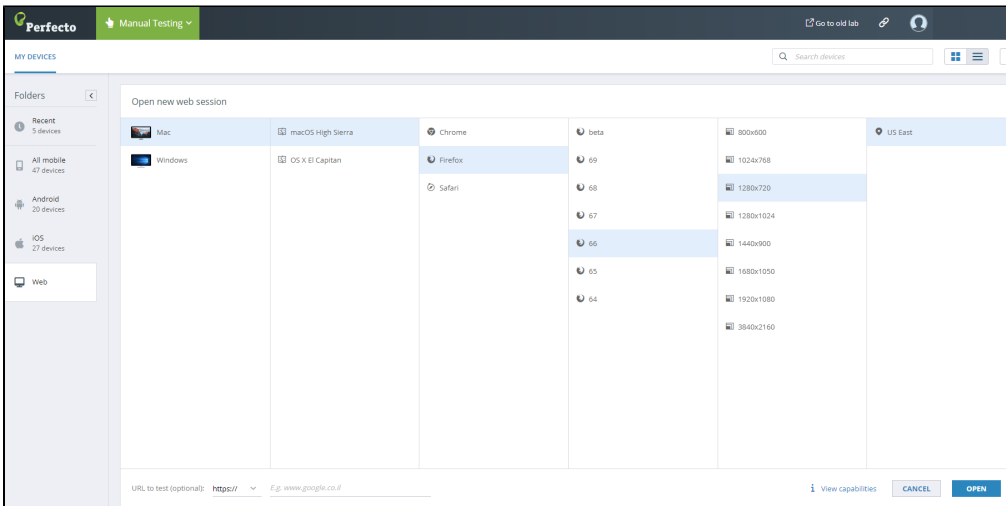 Perfecto
Manual Testing
Go to old lab
MY DEVICES
Search devices
Folders
Recent
5 devices
All mobile
47 devices
Android
20 devices
iOS
27 devices
Web
Open new web session
Mac
Windows
macOS High Sierra
OS X El Capitan
Chrome
Firefox
Safari
beta
69
68
67
66
65
64
800x600
1024x768
1280x720
1280x1024
1440x900
1680x1050
1920x1080
3840x2160
US East
URL to test (optional): https:// E.g. www.google.co.il
View capabilities
CANCEL
OPEN